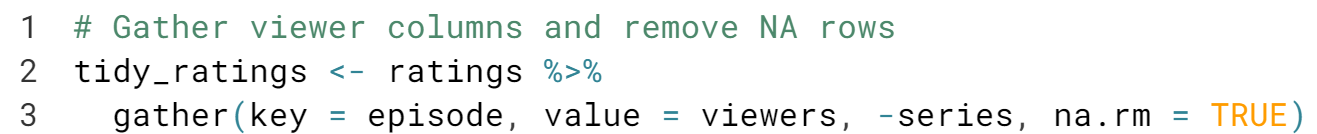 1 # Gather viewer columns and remove NA rows
2 tidy_ratings <- ratings %>%
3   gather(key = episode, value = viewers, -series, na.rm = TRUE)